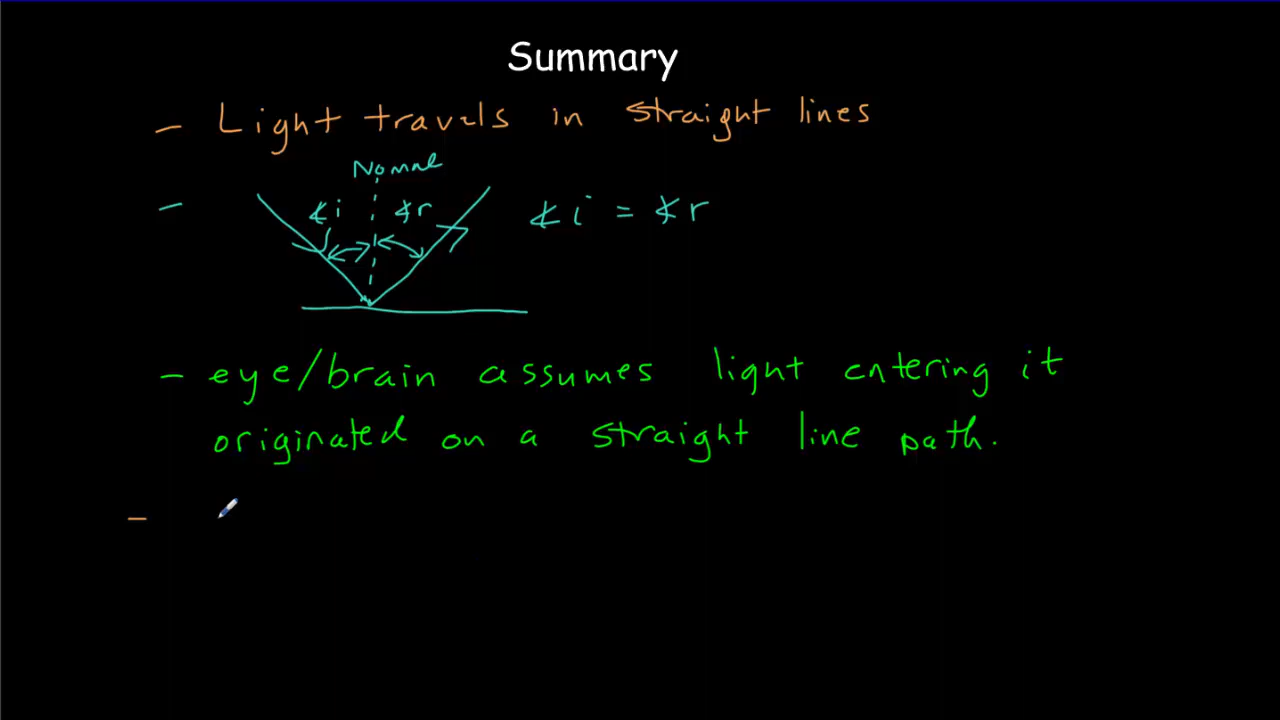 Summary
- Light travels in straight lines
Normal
- ∡i ∡r ∡i = ∡r
- eye/brain assumes light entering it
originated on a straight line path.
-